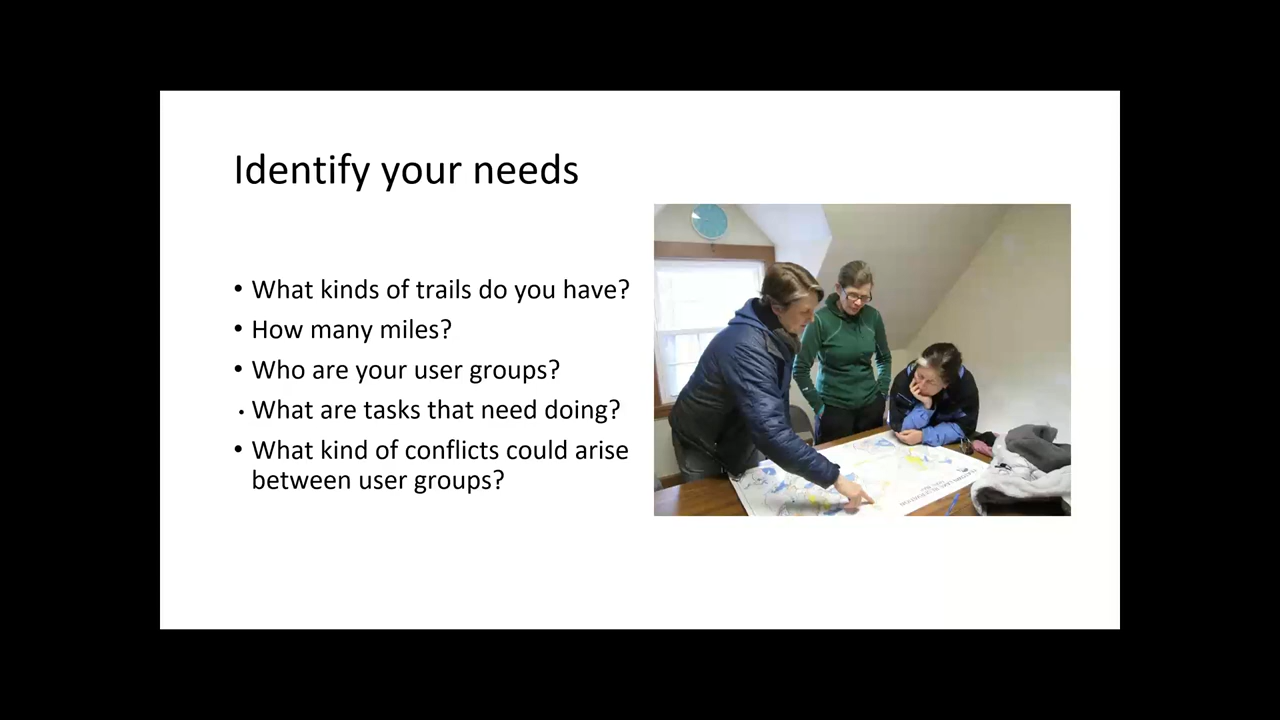 Identify your needs
• What kinds of trails do you have?
• How many miles?
• Who are your user groups?
• What are tasks that need doing?
• What kind of conflicts could arise
between user groups?